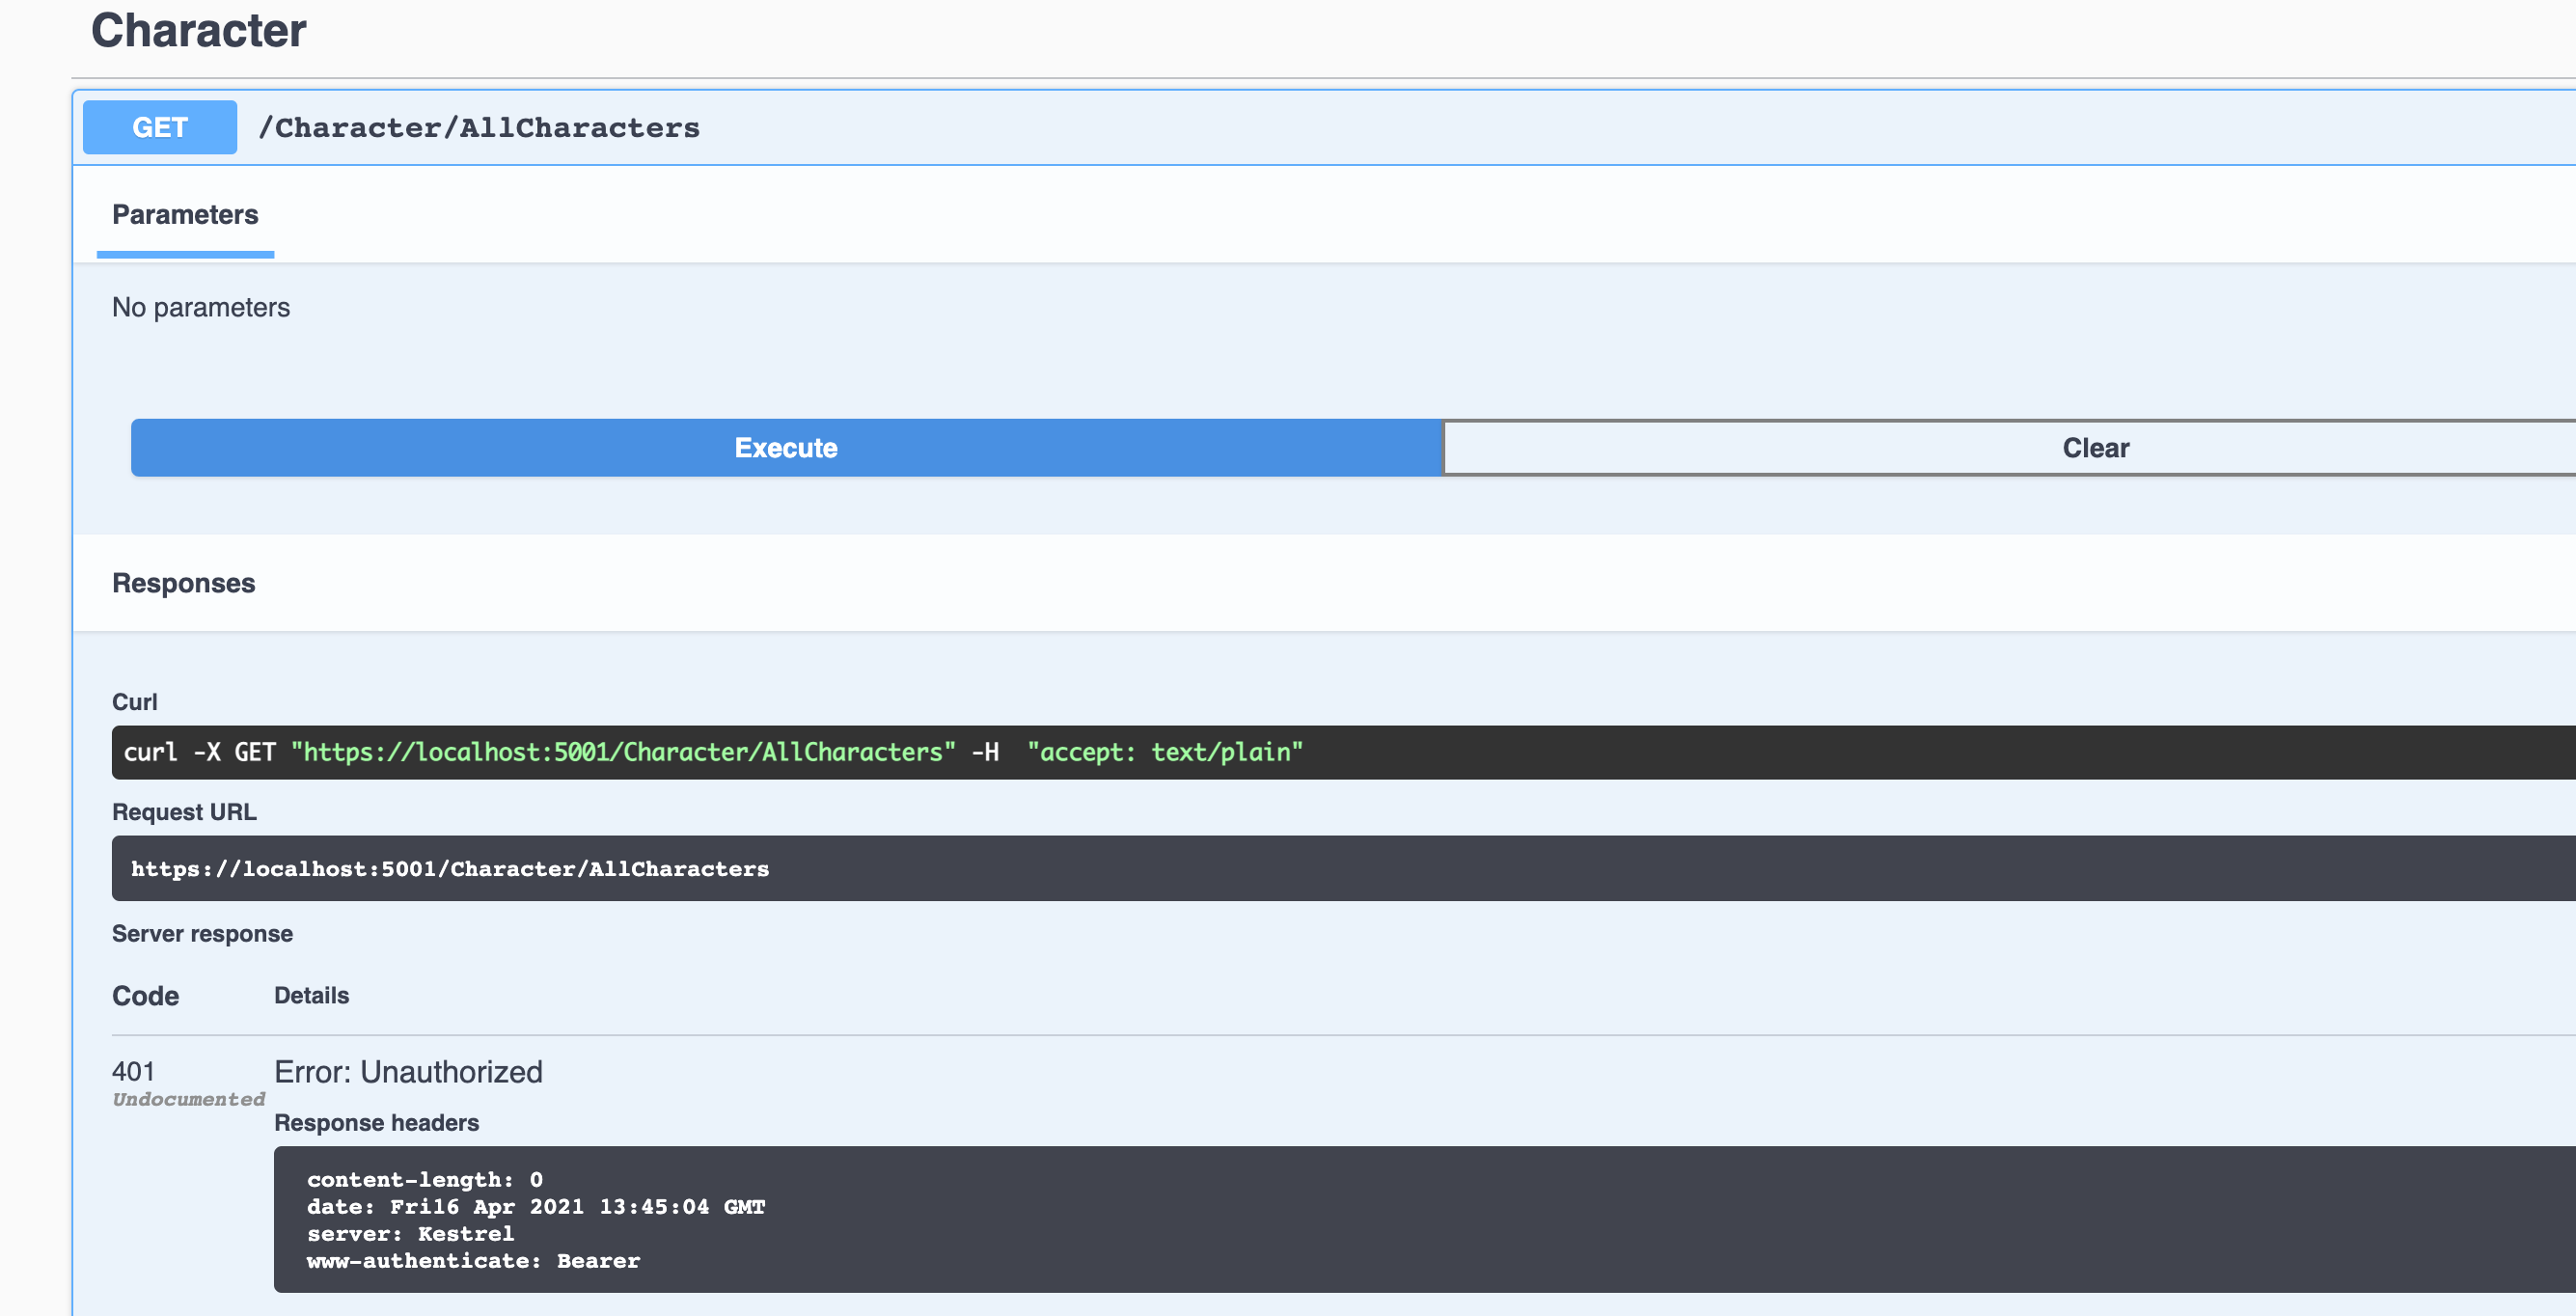 Character
GET /Character/AllCharacters
Parameters
No parameters
Execute Clear
Responses
Curl
curl -X GET "https://localhost:5001/Character/AllCharacters" -H  "accept: text/plain"
Request URL
https://localhost:5001/Character/AllCharacters
Server response
Code Details
401 Error: Unauthorized
Undocumented
Response headers
content-length: 0
date: Fri16 Apr 2021 13:45:04 GMT
server: Kestrel
www-authenticate: Bearer